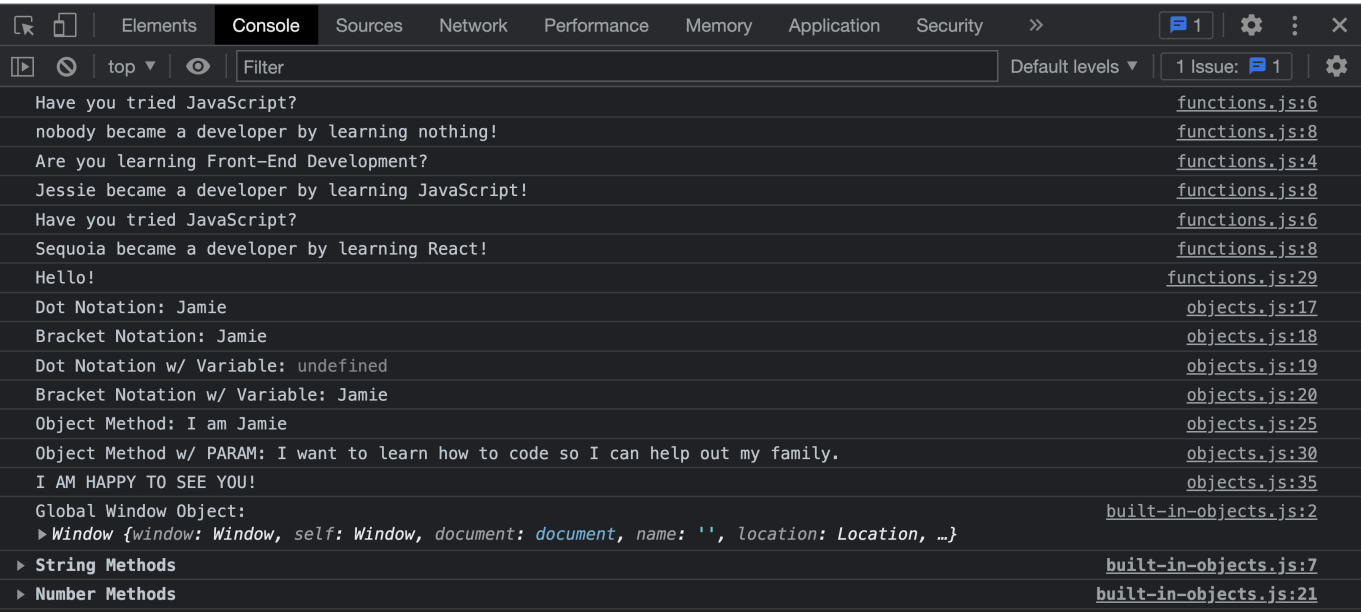 Elements Console Sources Network Performance Memory Application Security » 1
top ▼ Filter Default levels ▼ 1 Issue: 1
Have you tried JavaScript? functions.js:6
nobody became a developer by learning nothing! functions.js:8
Are you learning Front-End Development? functions.js:4
Jessie became a developer by learning JavaScript! functions.js:8
Have you tried JavaScript? functions.js:6
Sequoia became a developer by learning React! functions.js:8
Hello! functions.js:29
Dot Notation: Jamie objects.js:17
Bracket Notation: Jamie objects.js:18
Dot Notation w/ Variable: undefined objects.js:19
Bracket Notation w/ Variable: Jamie objects.js:20
Object Method: I am Jamie objects.js:25
Object Method w/ PARAM: I want to learn how to code so I can help out my family. objects.js:30
I AM HAPPY TO SEE YOU! objects.js:35
Global Window Object: built-in-objects.js:2
▶Window {window: Window, self: Window, document: document, name: '', location: Location, …}
▶ String Methods built-in-objects.js:7
▶ Number Methods built-in-objects.js:21